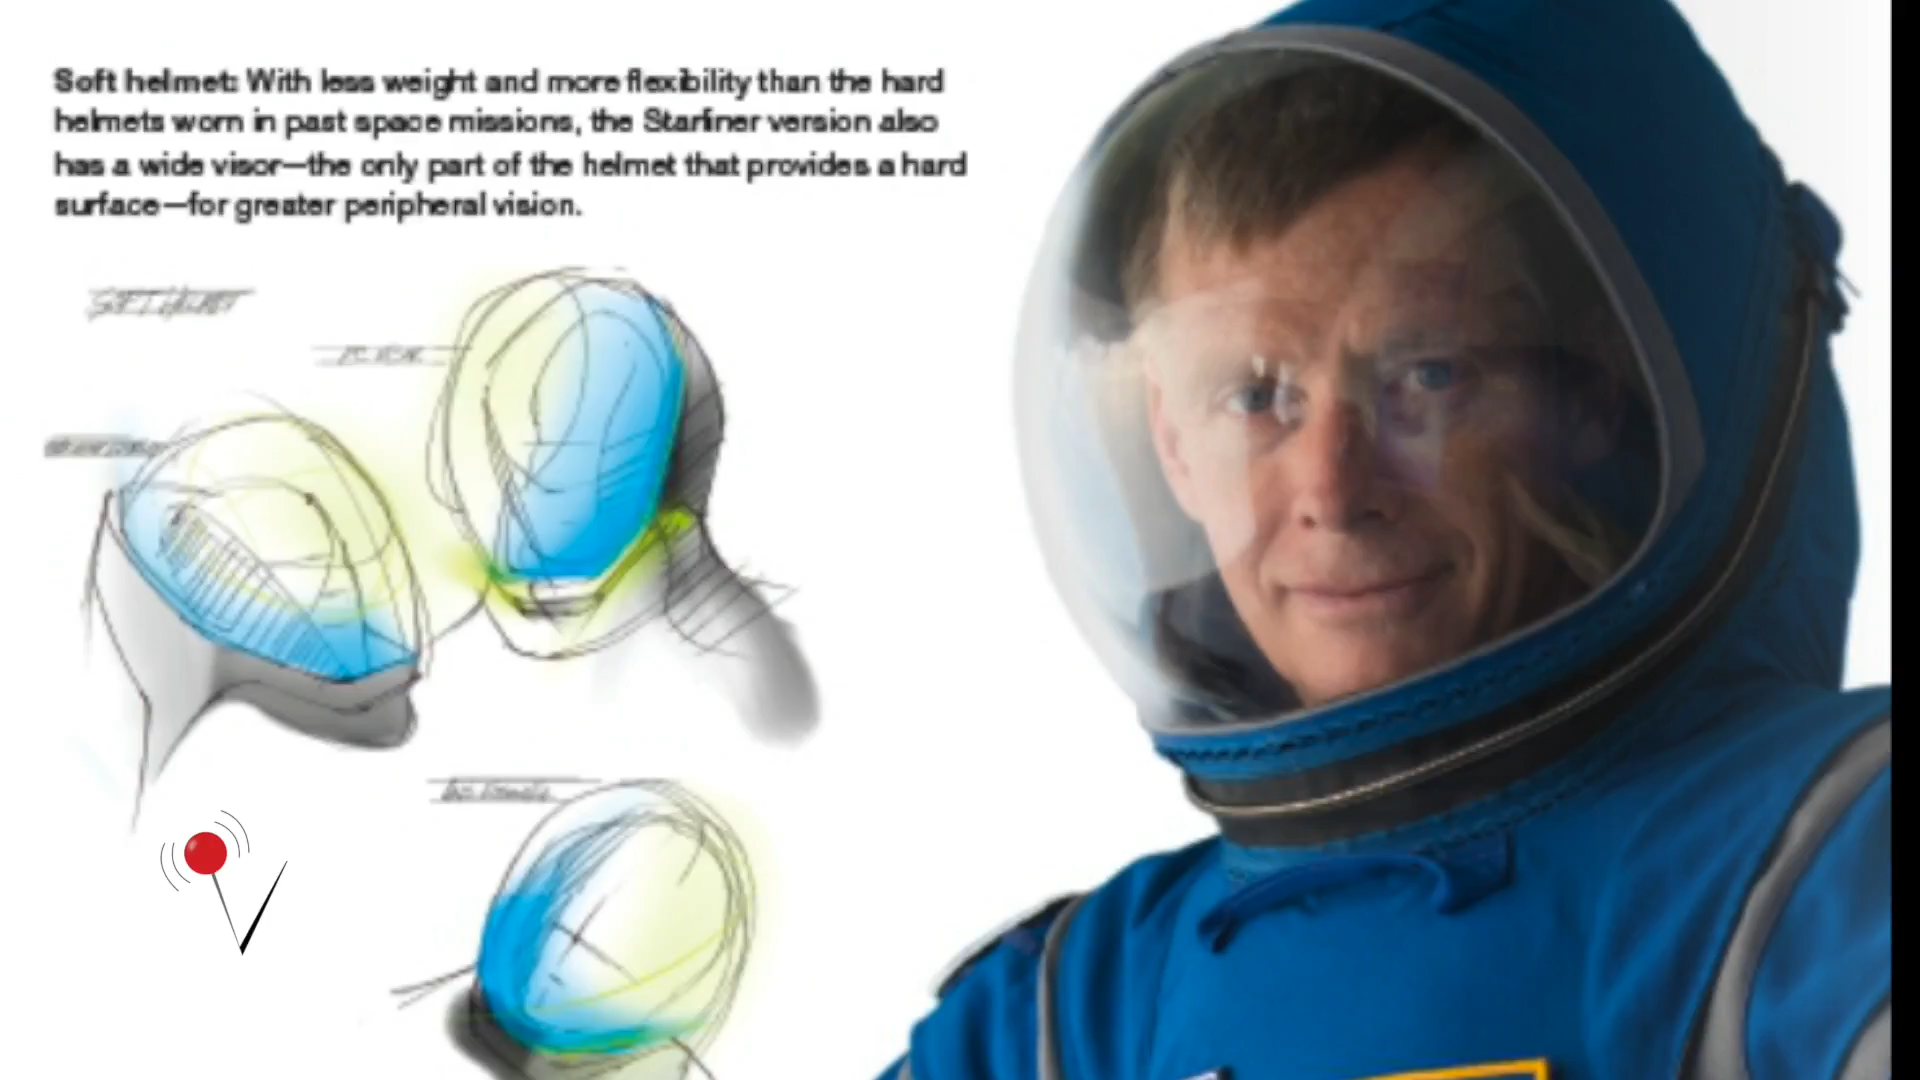 Soft helmet: With less weight and more flexibility than the hard
helmets worn in past space missions, the Starliner version also
has a wide visor—the only part of the helmet that provides a hard
surface—for greater peripheral vision.
SOFT HELMET